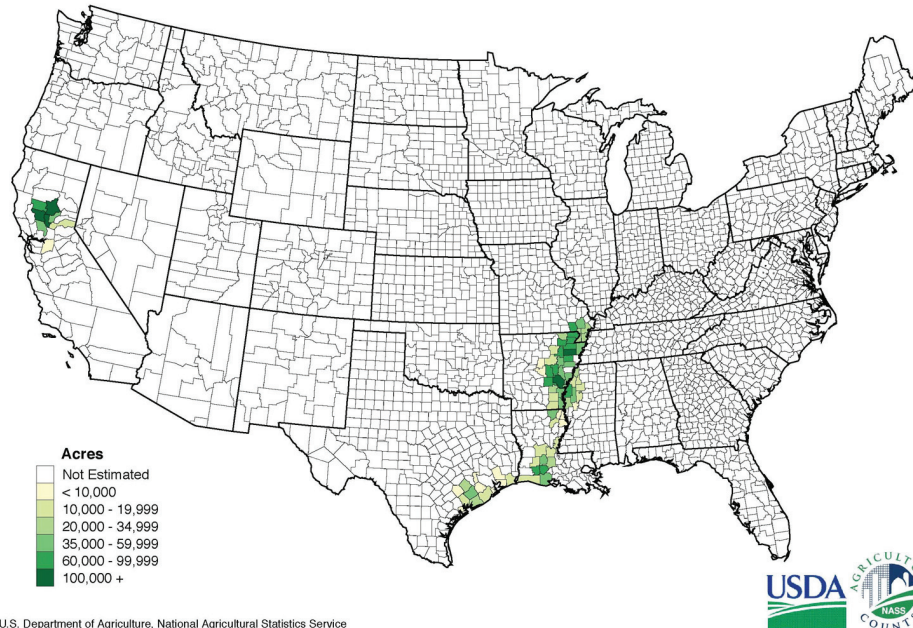 Acres
Not Estimated
< 10,000
10,000 - 19,999
20,000 - 34,999
35,000 - 59,999
60,000 - 99,999
100,000 +
USDA
NASS
U.S. Department of Agriculture, National Agricultural Statistics Service